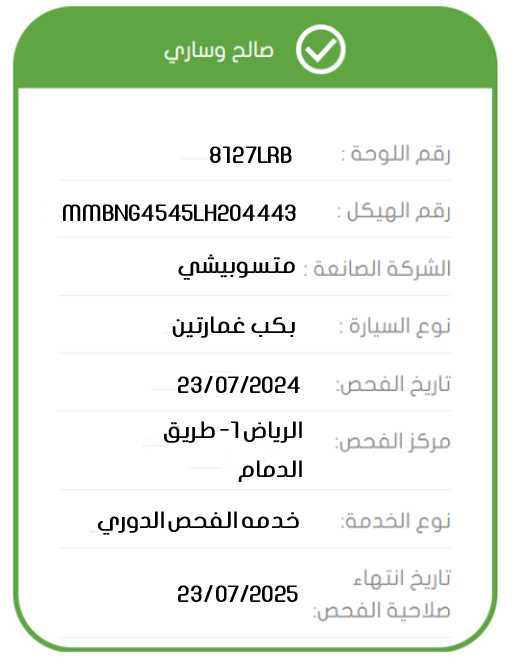 صالح وساري
رقم اللوحة : 8127LRB
رقم الهيكل : MMBNG4545LH204443
الشركة الصانعة : متسوبيشي
نوع السيارة : بكب غمارتين
تاريخ الفحص: 23/07/2024
مركز الفحص: الرياض 1- طريق
الدمام
نوع الخدمة: خدمه الفحص الدوري
تاريخ انتهاء
صلاحية الفحص: 23/07/2025